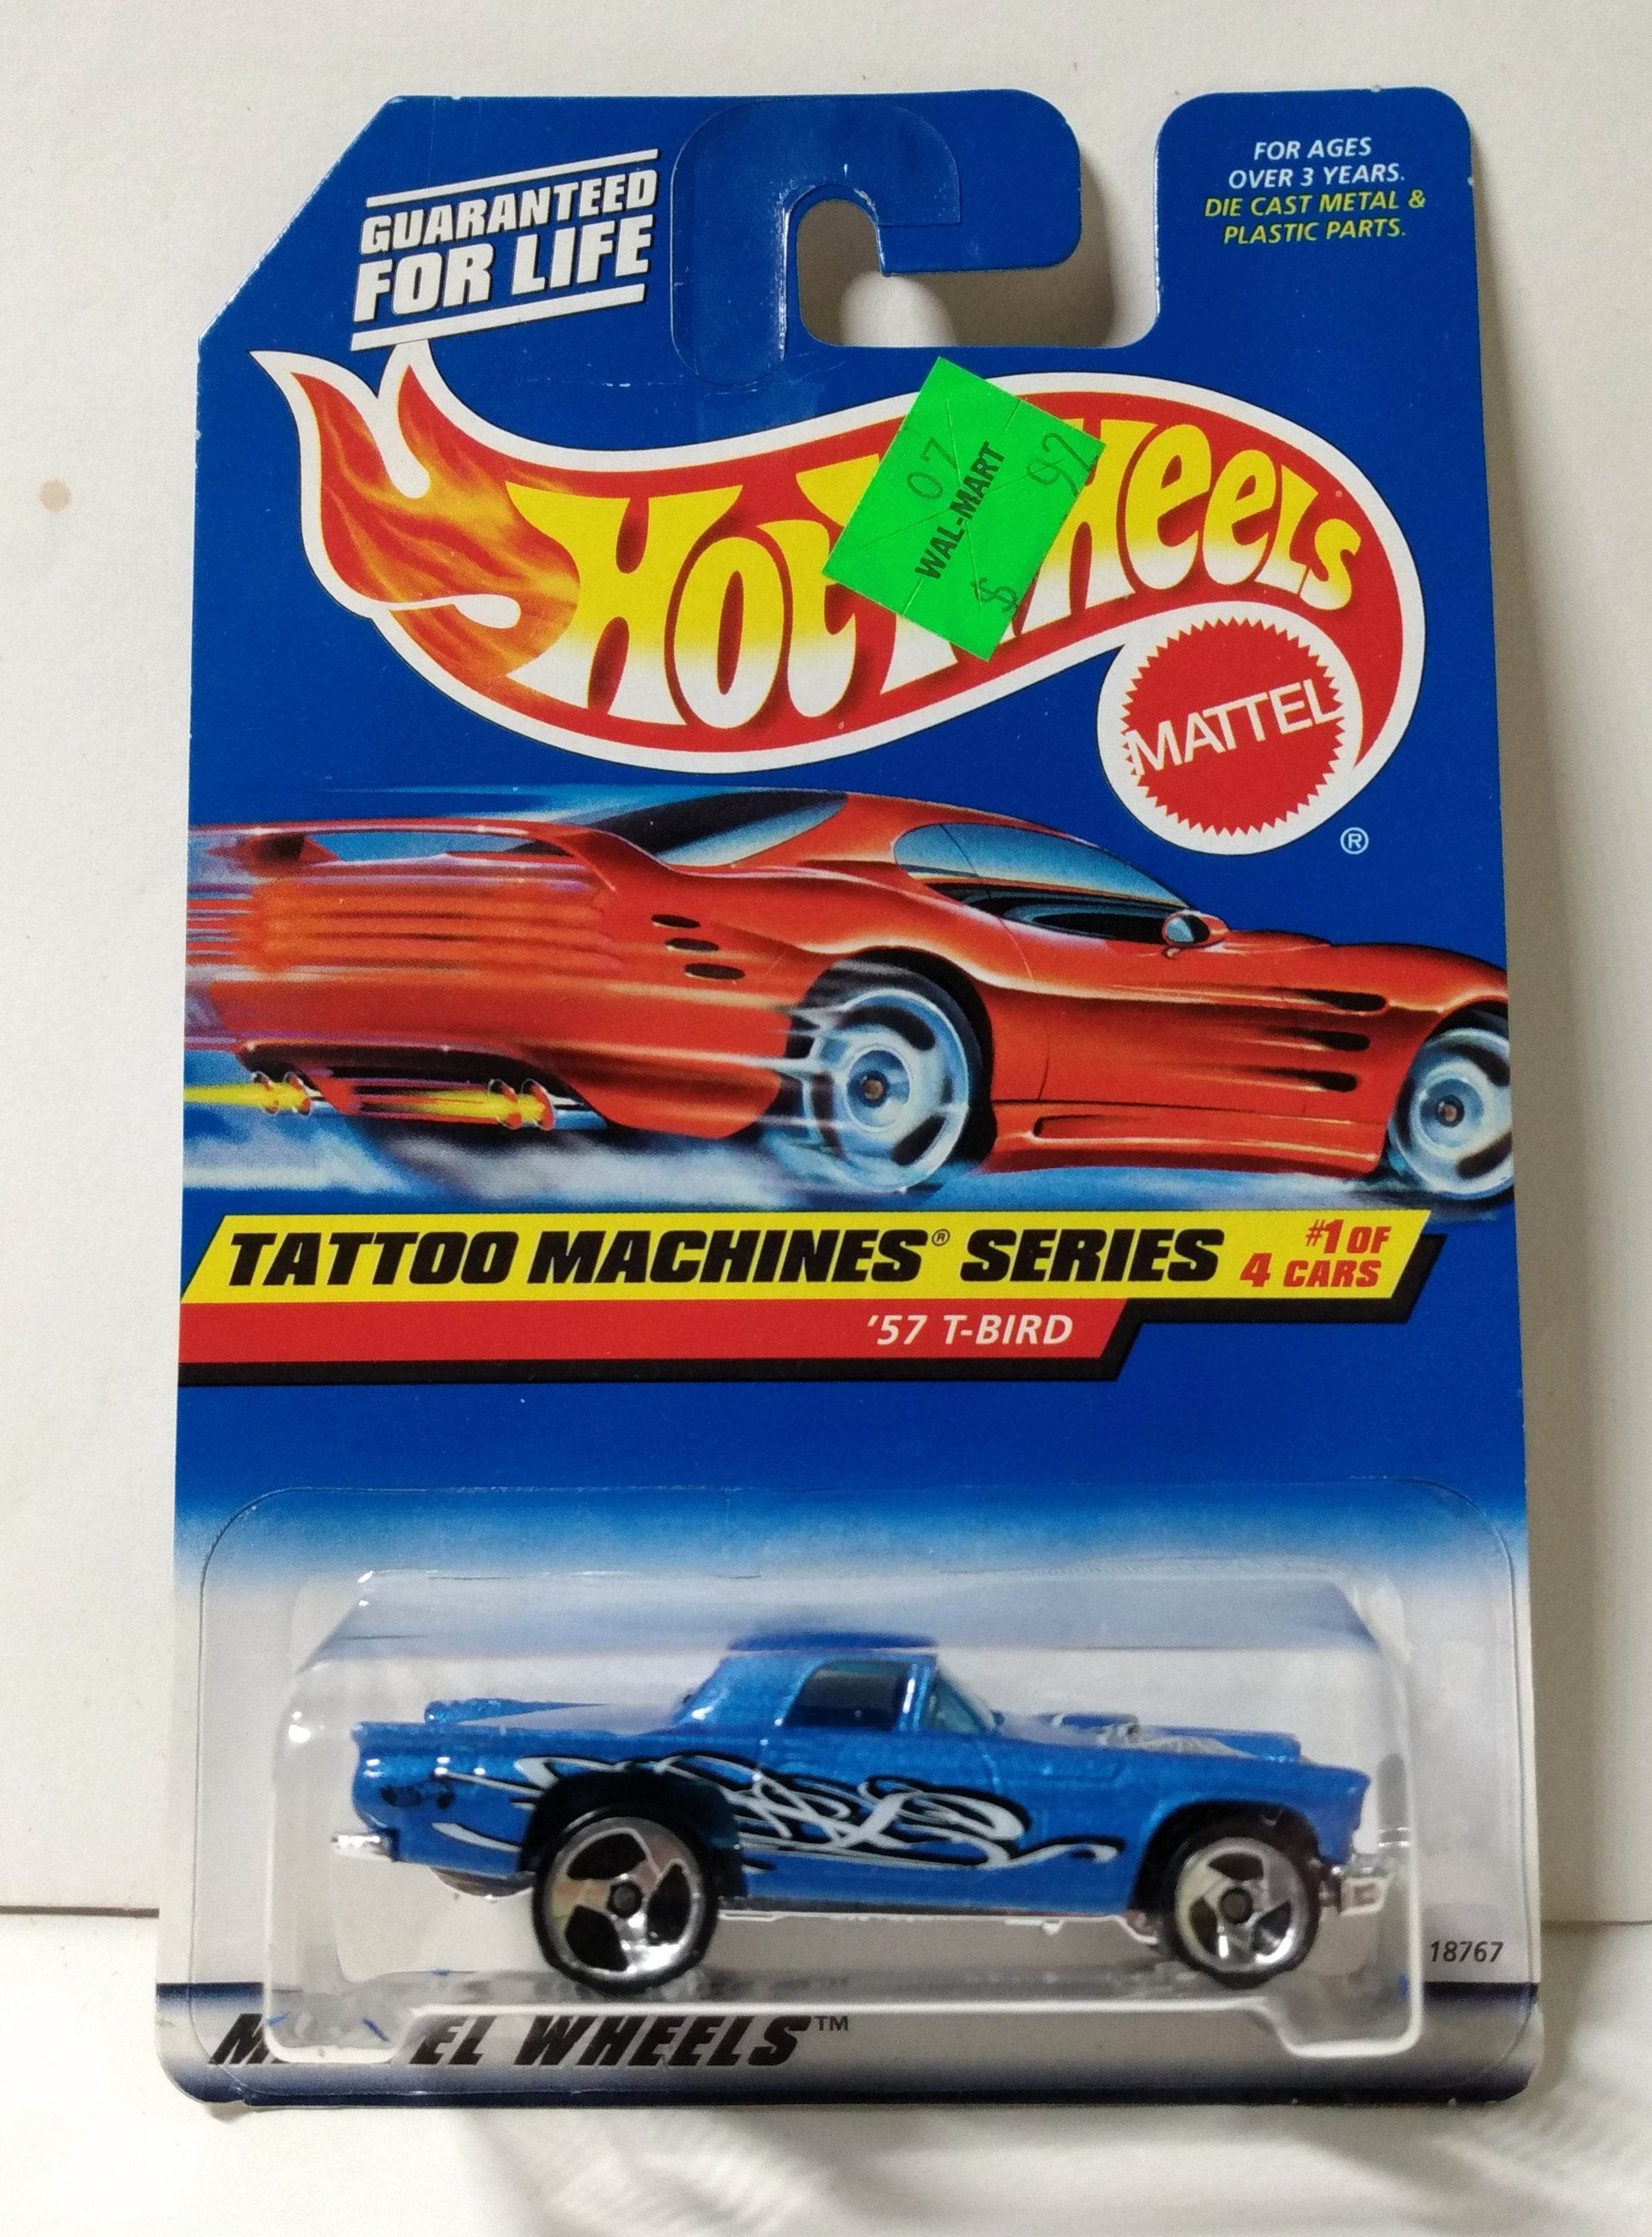 GUARANTEED
FOR LIFE
FOR AGES
OVER 3 YEARS.
DIE CAST METAL &
PLASTIC PARTS.
HOT WHEELS
07
WAL-MART
$ 92
MATTEL
®
TATTOO MACHINES® SERIES
#1 OF
4 CARS
'57 T-BIRD
18767
WHEELS™